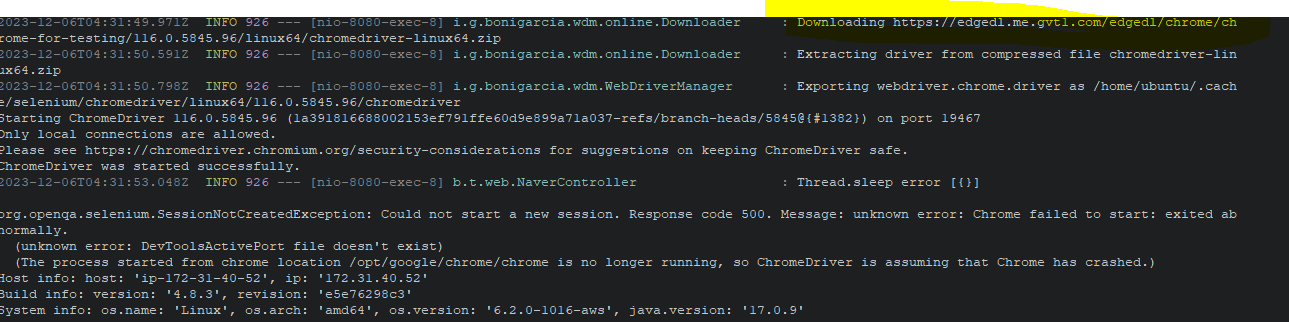 2023-12-06T04:31:49.971Z  INFO 926 --- [nio-8080-exec-8] i.g.bonigarcia.wdm.online.Downloader     : Downloading https://edgedl.me.gvtl.com/edgedl/chrome/ch
rome-for-testing/116.0.5845.96/linux64/chromedriver-linux64.zip
2023-12-06T04:31:50.591Z  INFO 926 --- [nio-8080-exec-8] i.g.bonigarcia.wdm.online.Downloader     : Extracting driver from compressed file chromedriver-lin
ux64.zip
2023-12-06T04:31:50.798Z  INFO 926 --- [nio-8080-exec-8] i.g.bonigarcia.wdm.WebDriverManager      : Exporting webdriver.chrome.driver as /home/ubuntu/.cach
e/selenium/chromedriver/linux64/116.0.5845.96/chromedriver
Starting ChromeDriver 116.0.5845.96 (1a391816688002153ef791ffe60d9e899a71a037-refs/branch-heads/5845@{#1382}) on port 19467
Only local connections are allowed.
Please see https://chromedriver.chromium.org/security-considerations for suggestions on keeping ChromeDriver safe.
ChromeDriver was started successfully.
2023-12-06T04:31:53.048Z  INFO 926 --- [nio-8080-exec-8] b.t.web.NaverController                  : Thread.sleep error [{}]
org.openqa.selenium.SessionNotCreatedException: Could not start a new session. Response code 500. Message: unknown error: Chrome failed to start: exited ab
normally.
  (unknown error: DevToolsActivePort file doesn't exist)
  (The process started from chrome location /opt/google/chrome/chrome is no longer running, so ChromeDriver is assuming that Chrome has crashed.)
Host info: host: 'ip-172-31-40-52', ip: '172.31.40.52'
Build info: version: '4.8.3', revision: 'e5e76298c3'
System info: os.name: 'Linux', os.arch: 'amd64', os.version: '6.2.0-1016-aws', java.version: '17.0.9'